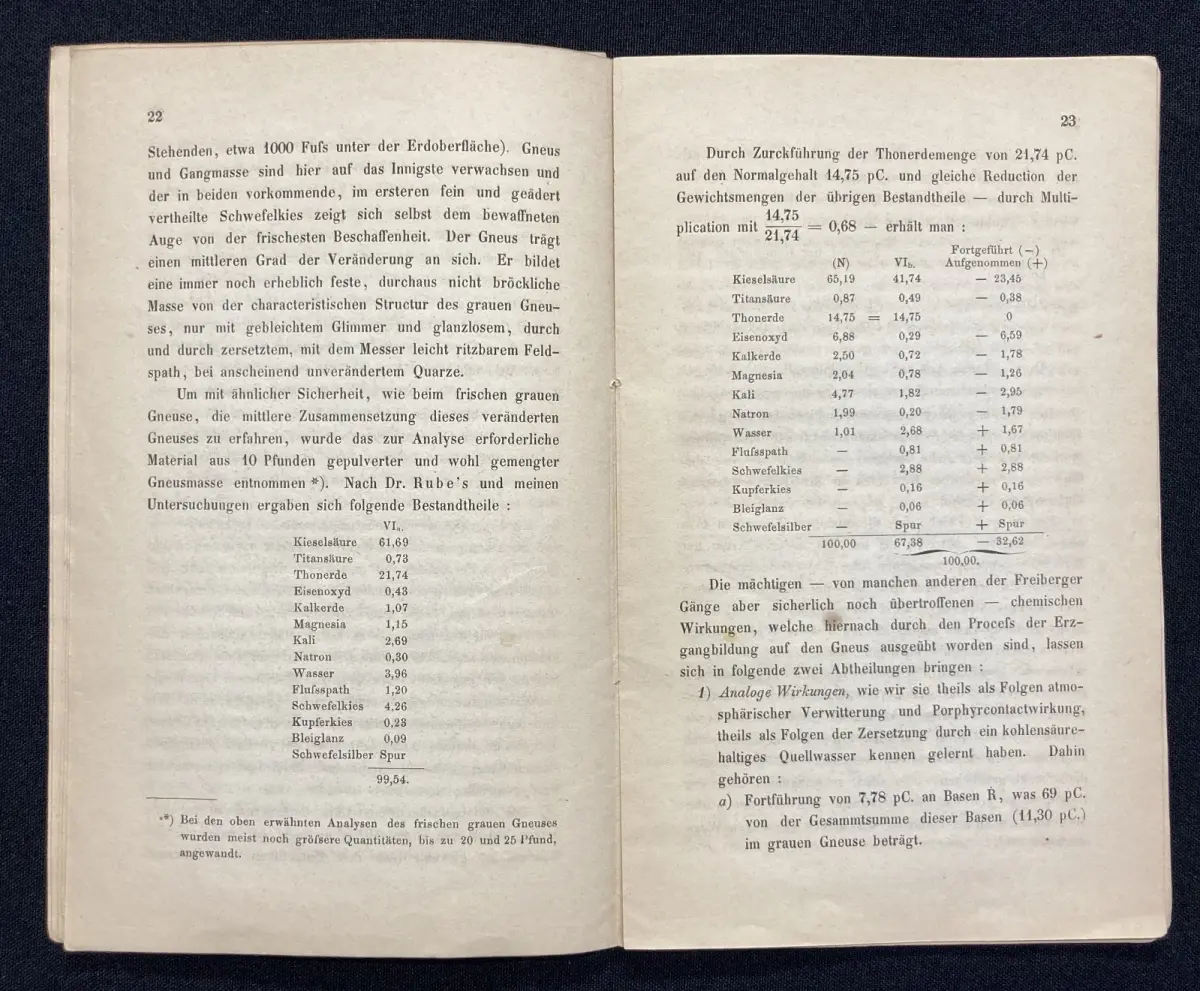 22
Stehenden, etwa 1000 Fuſs unter der Erdoberfläche). Gneus
und Gangmasse sind hier auf das Innigste verwachsen und
der in beiden vorkommende, im ersteren fein und geädert
vertheilte Schwefelkies zeigt sich selbst dem bewaffneten
Auge von der frischesten Beschaffenheit. Der Gneus trägt
einen mittleren Grad der Veränderung an sich. Er bildet
eine immer noch erheblich feste, durchaus nicht bröckliche
Masse von der characteristischen Structur des grauen Gneu-
ses, nur mit gebleichtem Glimmer und glanzlosem, durch
und durch zersetztem, mit dem Messer leicht ritzbarem Feld-
spath, bei anscheinend unverändertem Quarze.
Um mit ähnlicher Sicherheit, wie beim frischen grauen
Gneuse, die mittlere Zusammensetzung dieses veränderten
Gneuses zu erfahren, wurde das zur Analyse erforderliche
Material aus 10 Pfunden gepulverter und wohl gemengter
Gneusmasse entnommen *). Nach Dr. Rube's und meinen
Untersuchungen ergaben sich folgende Bestandtheile :
VIa.
Kieselsäure 61,69
Titansäure 0,73
Thonerde 21,74
Eisenoxyd 0,43
Kalkerde 1,07
Magnesia 1,15
Kali 2,69
Natron 0,30
Wasser 3,96
Fluſsspath 1,20
Schwefelkies 4,26
Kupferkies 0,23
Bleiglanz 0,09
Schwefelsilber Spur
99,54.
*) Bei den oben erwähnten Analysen des frischen grauen Gneuses
wurden meist noch gröſsere Quantitäten, bis zu 20 und 25 Pfund,
angewandt.
23
Durch Zurckführung der Thonerdemenge von 21,74 pC.
auf den Normalgehalt 14,75 pC. und gleiche Reduction der
Gewichtsmengen der übrigen Bestandtheile — durch Multi-
plication mit 14,75/21,74 = 0,68 — erhält man :
Fortgeführt (—)
(N) VIb. Aufgenommen (+)
Kieselsäure 65,19 41,74 — 23,45
Titansäure 0,87 0,49 — 0,38
Thonerde 14,75 = 14,75 0
Eisenoxyd 6,88 0,29 — 6,59
Kalkerde 2,50 0,72 — 1,78
Magnesia 2,04 0,78 — 1,26
Kali 4,77 1,82 — 2,95
Natron 1,99 0,20 — 1,79
Wasser 1,01 2,68 + 1,67
Fluſsspath — 0,81 + 0,81
Schwefelkies — 2,88 + 2,88
Kupferkies — 0,16 + 0,16
Bleiglanz — 0,06 + 0,06
Schwefelsilber — Spur + Spur
100,00 67,38 — 32,62
100,00.
Die mächtigen — von manchen anderen der Freiberger
Gänge aber sicherlich noch übertroffenen — chemischen
Wirkungen, welche hiernach durch den Proceſs der Erz-
gangbildung auf den Gneus ausgeübt worden sind, lassen
sich in folgende zwei Abtheilungen bringen :
1) Analoge Wirkungen, wie wir sie theils als Folgen atmo-
sphärischer Verwitterung und Porphyrcontactwirkung,
theils als Folgen der Zersetzung durch ein kohlensäure-
haltiges Quellwasser kennen gelernt haben. Dahin
gehören :
a) Fortführung von 7,78 pC. an Basen Ṙ, was 69 pC.
von der Gesammtsumme dieser Basen (11,30 pC.)
im grauen Gneuse beträgt.